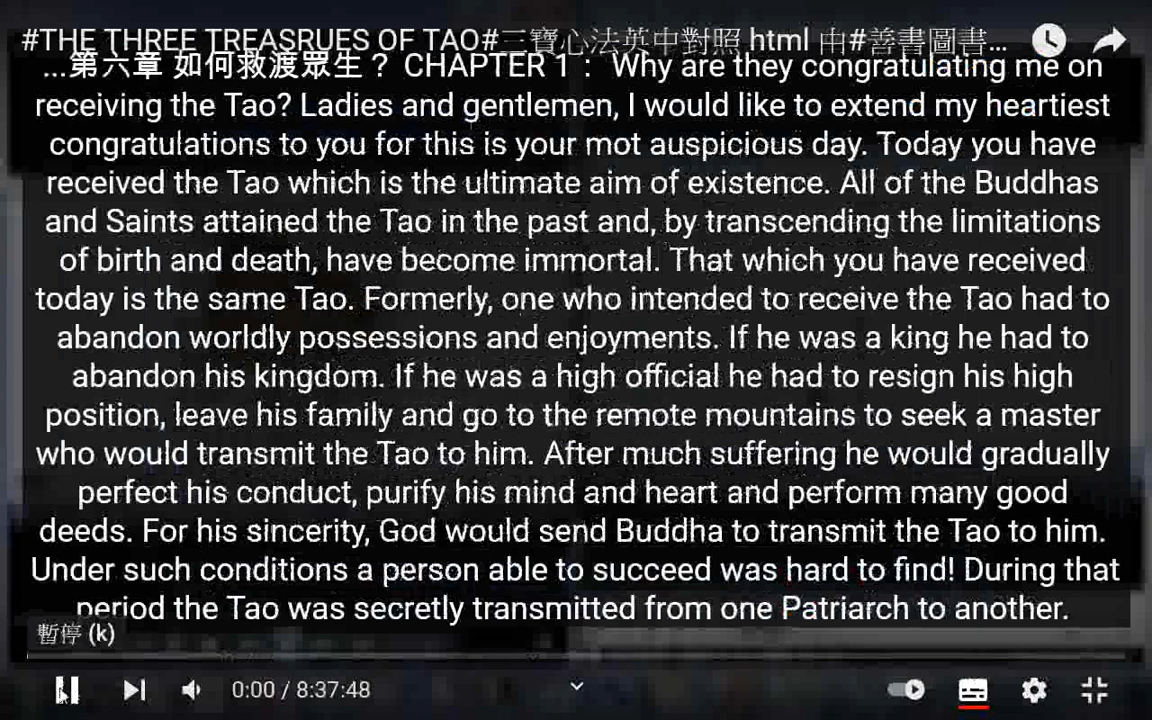 #THE THREE TREASRUES OF TAO#三寶心法英中對照 html 由#善書圖書...
...第六章 如何救渡眾生？ CHAPTER 1： Why are they congratulating me on
receiving the Tao? Ladies and gentlemen, I would like to extend my heartiest
congratulations to you for this is your mot auspicious day. Today you have
received the Tao which is the ultimate aim of existence. All of the Buddhas
and Saints attained the Tao in the past and, by transcending the limitations
of birth and death, have become immortal. That which you have received
today is the same Tao. Formerly, one who intended to receive the Tao had to
abandon worldly possessions and enjoyments. If he was a king he had to
abandon his kingdom. If he was a high official he had to resign his high
position, leave his family and go to the remote mountains to seek a master
who would transmit the Tao to him. After much suffering he would gradually
perfect his conduct, purify his mind and heart and perform many good
deeds. For his sincerity, God would send Buddha to transmit the Tao to him.
Under such conditions a person able to succeed was hard to find! During that
period the Tao was secretly transmitted from one Patriarch to another.
暫停 (k)
0:00 / 8:37:48